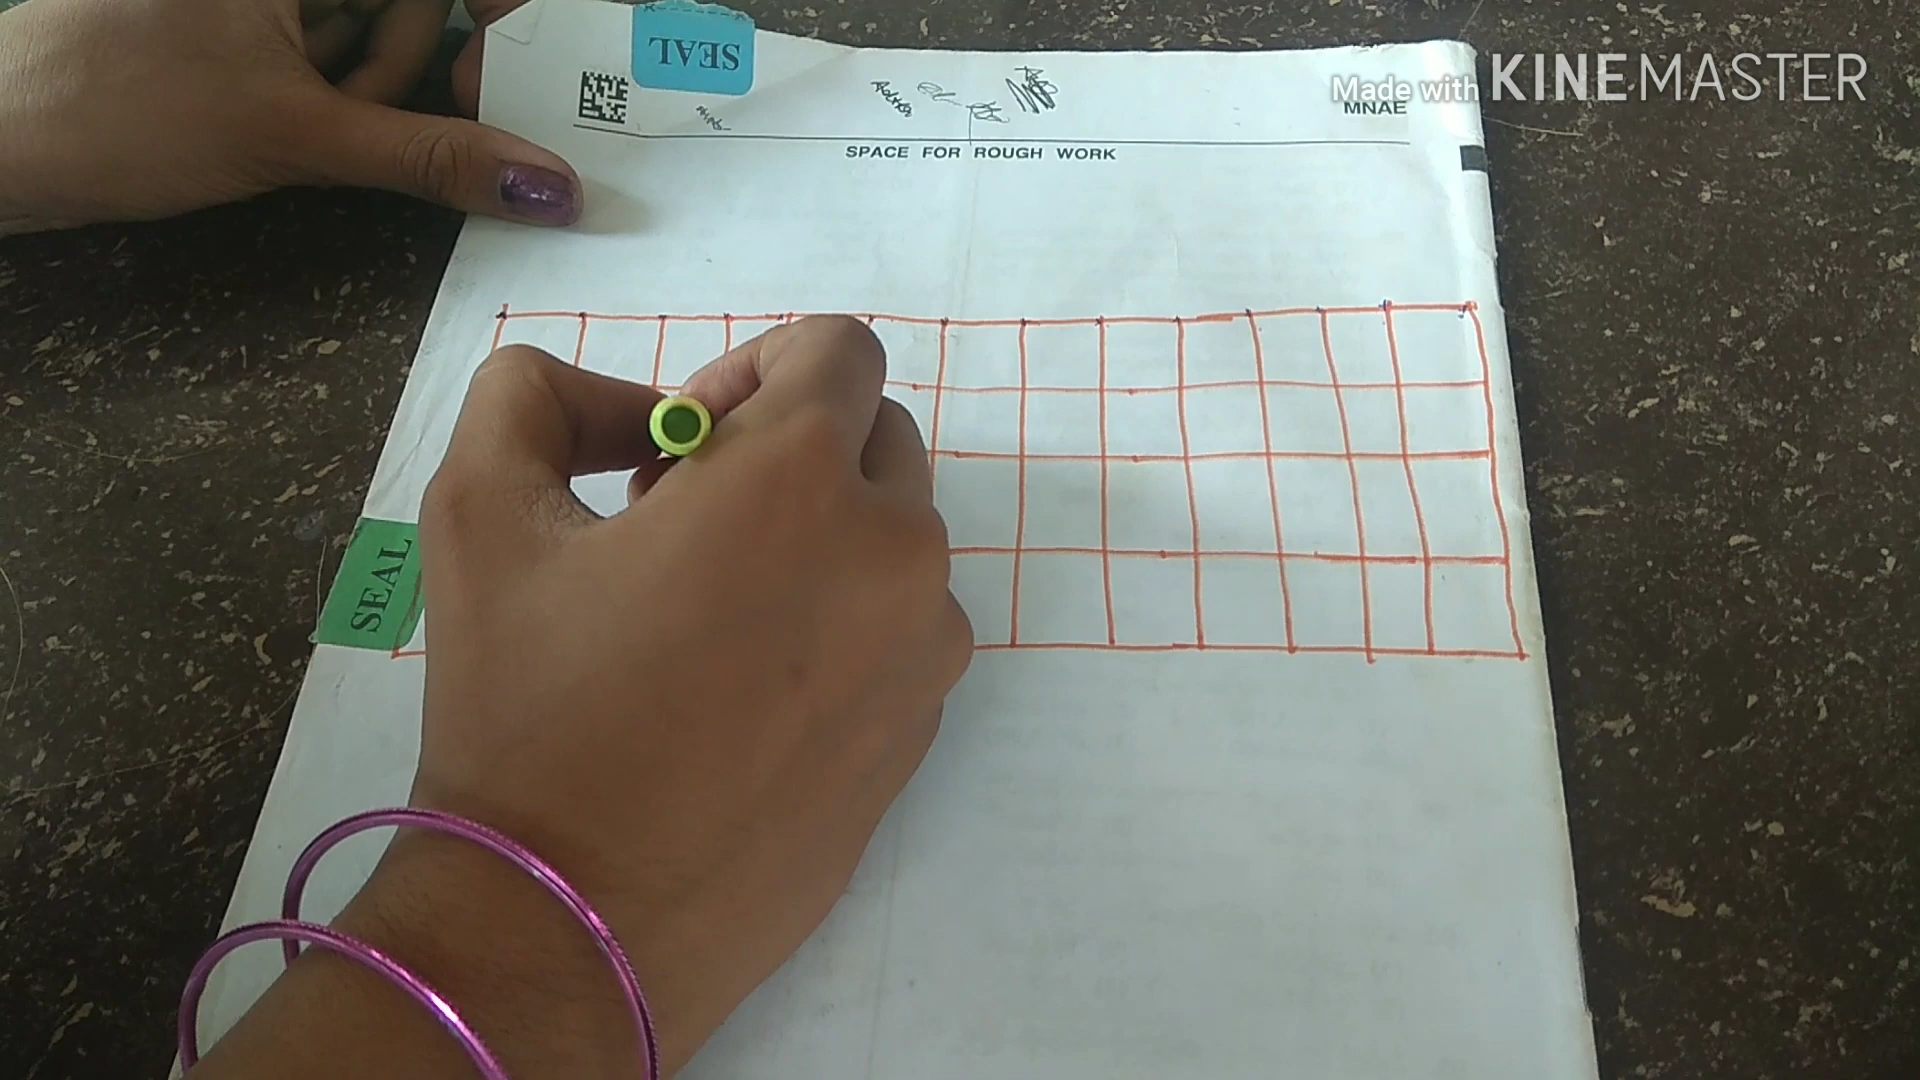 SEAL
Made with KINEMASTER
MNAE
SPACE FOR ROUGH WORK
SEAL